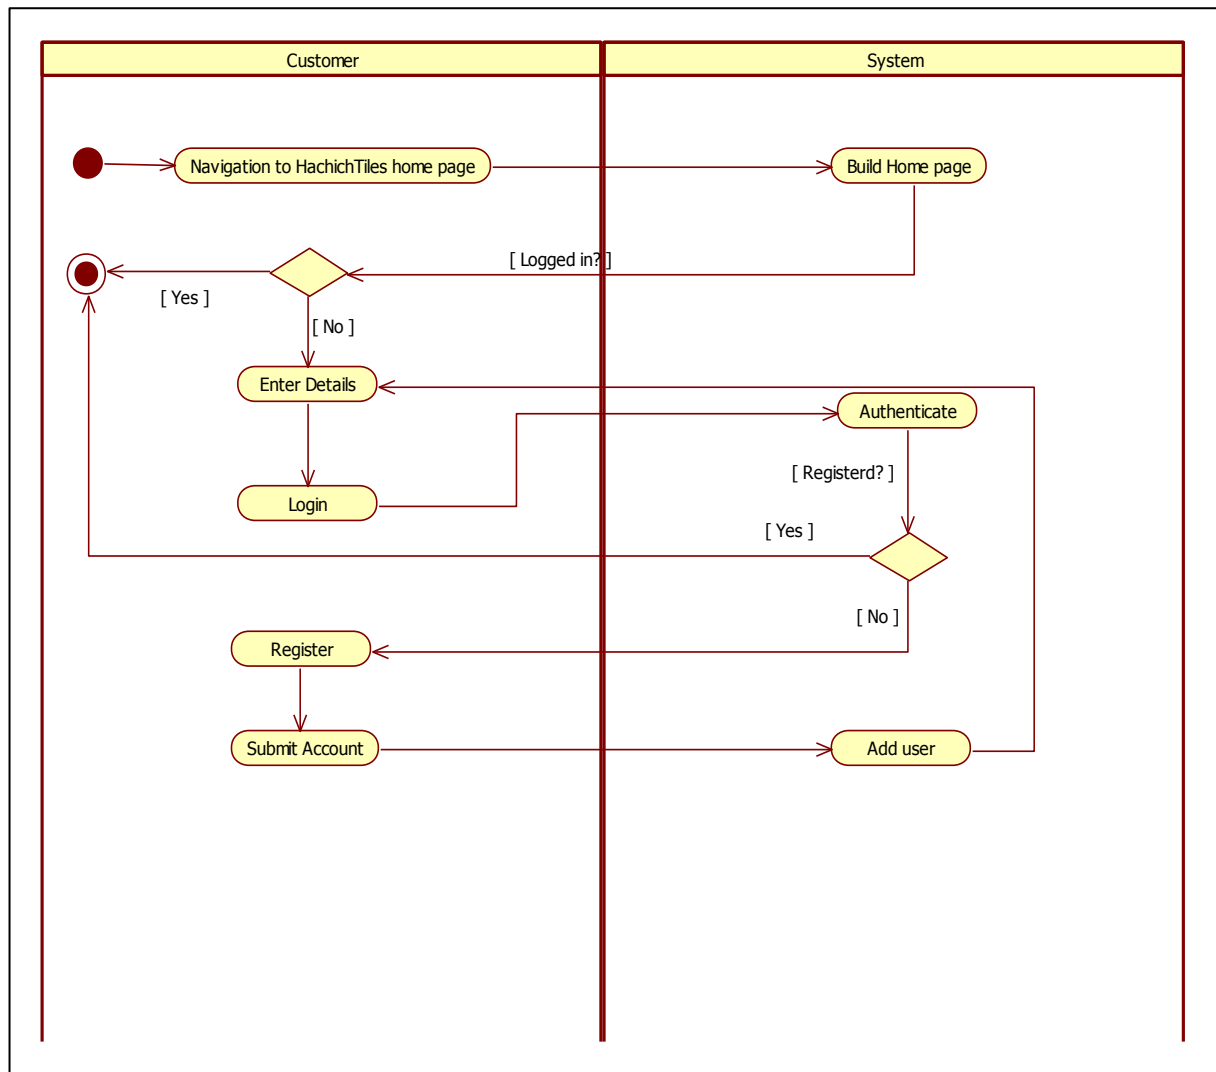 Customer
System
Navigation to HachichTiles home page
Build Home page
[ Logged in? ]
[ Yes ]
[ No ]
Enter Details
Authenticate
[ Registerd? ]
Login
[ Yes ]
[ No ]
Register
Submit Account
Add user